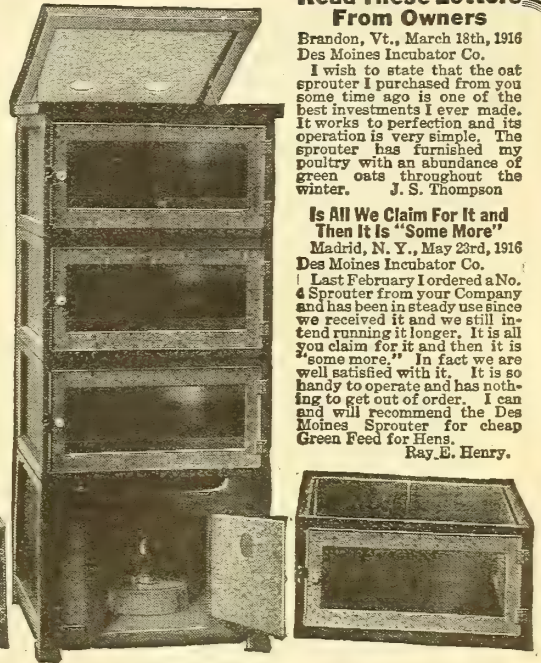 Read These Letters
From Owners
Brandon, Vt., March 18th, 1916
Des Moines Incubator Co.
I wish to state that the oat
sprouter I purchased from you
some time ago is one of the
best investments I ever made.
It works to perfection and its
operation is very simple. The
sprouter has furnished my
poultry with an abundance of
green oats throughout the
winter. J. S. Thompson
Is All We Claim For It and
Then It Is "Some More"
Madrid, N. Y., May 23rd, 1916
Des Moines Incubator Co.
Last February I ordered a No.
4 Sprouter from your Company
and has been in steady use since
we received it and we still in-
tend running it longer. It is all
you claim for it and then it is
"some more." In fact we are
well satisfied with it. It is so
handy to operate and has noth-
ing to get out of order. I can
and will recommend the Des
Moines Sprouter for cheap
Green Feed for Hens.
Ray E. Henry.